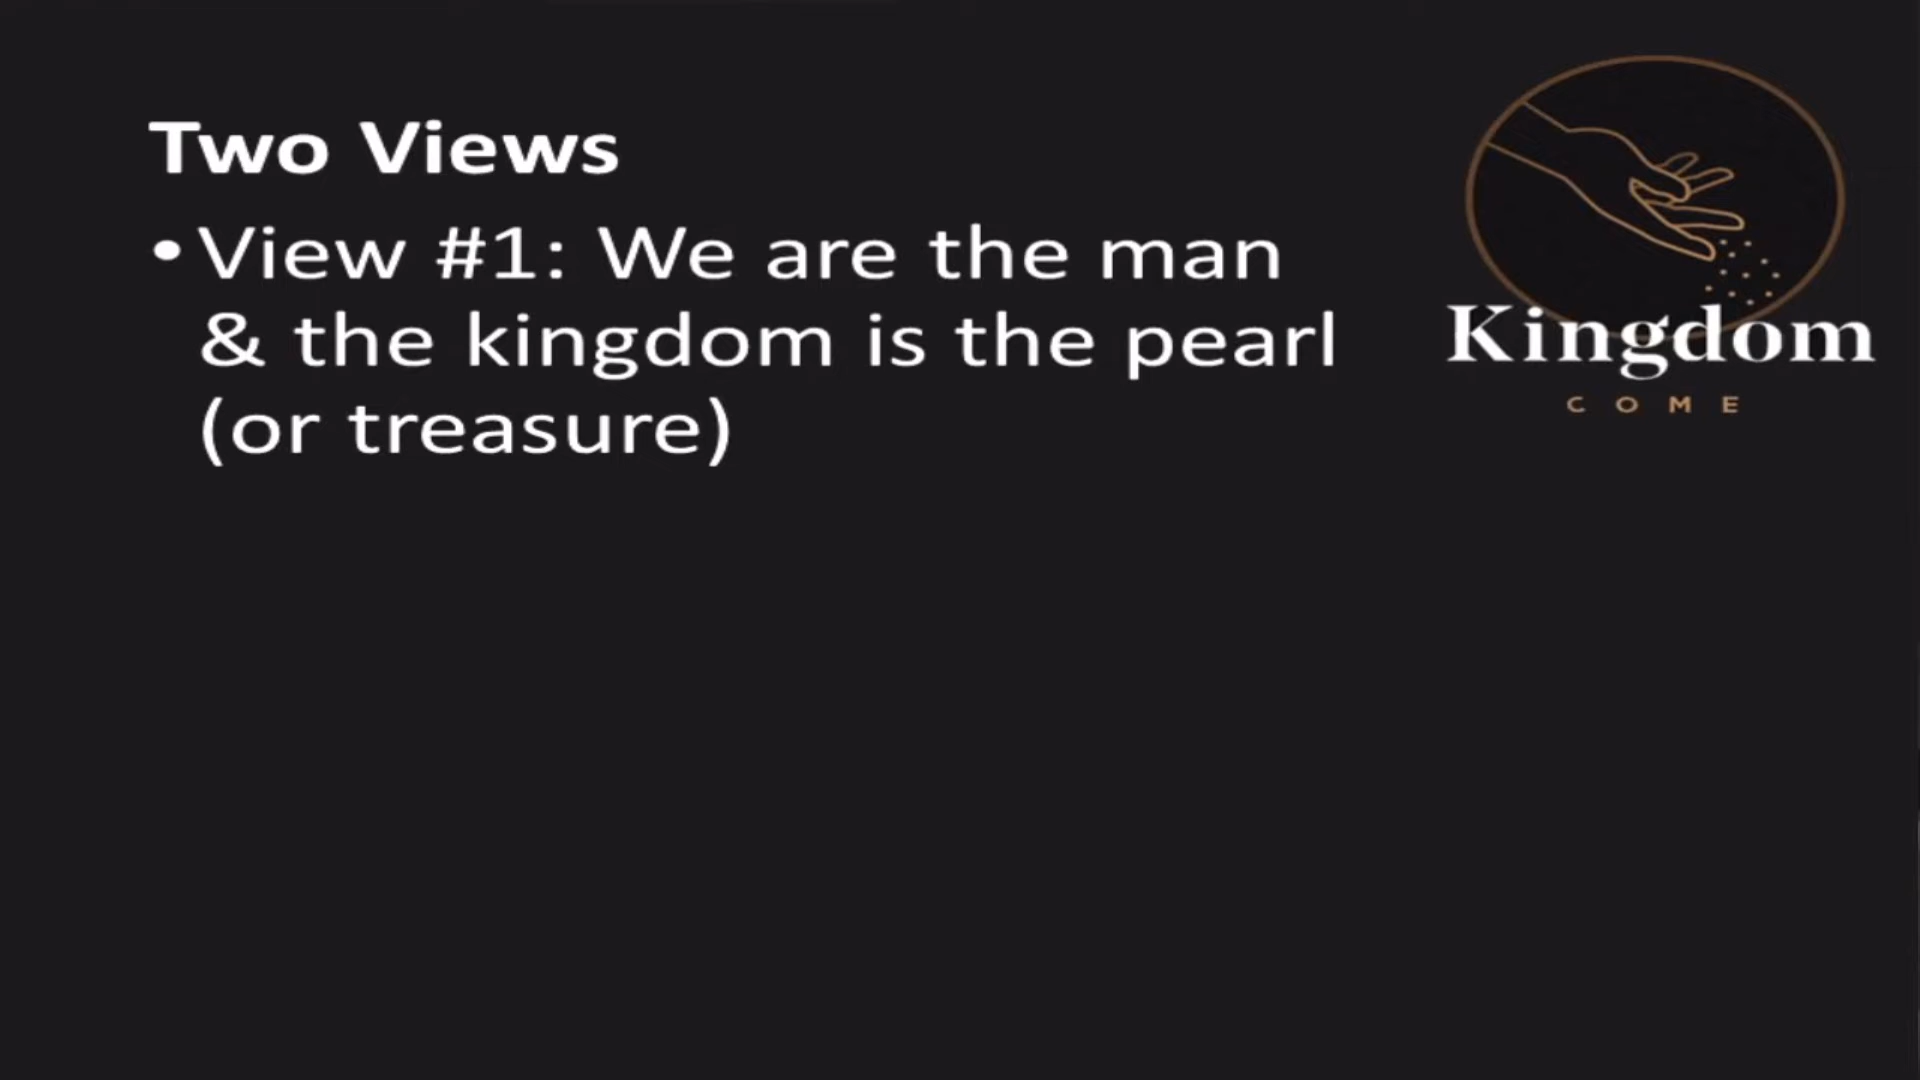 Two Views
• View #1: We are the man
& the kingdom is the pearl
(or treasure)
Kingdom
COME